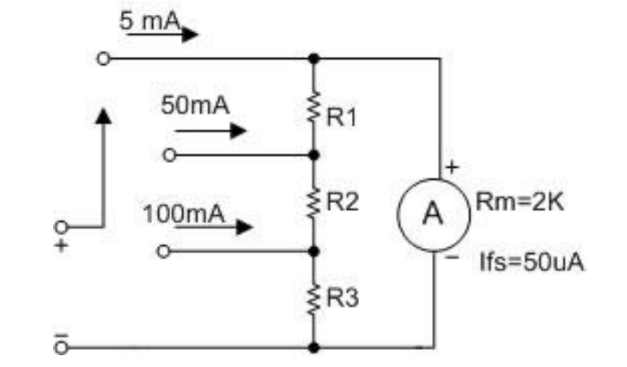 5 mA
50mA
R1
100mA
R2
+
A
Rm=2K
−
Ifs=50uA
+
R3
−